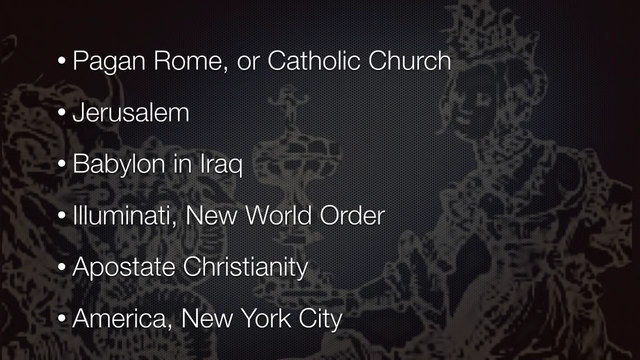 • Pagan Rome, or Catholic Church
• Jerusalem
• Babylon in Iraq
• Illuminati, New World Order
• Apostate Christianity
• America, New York City